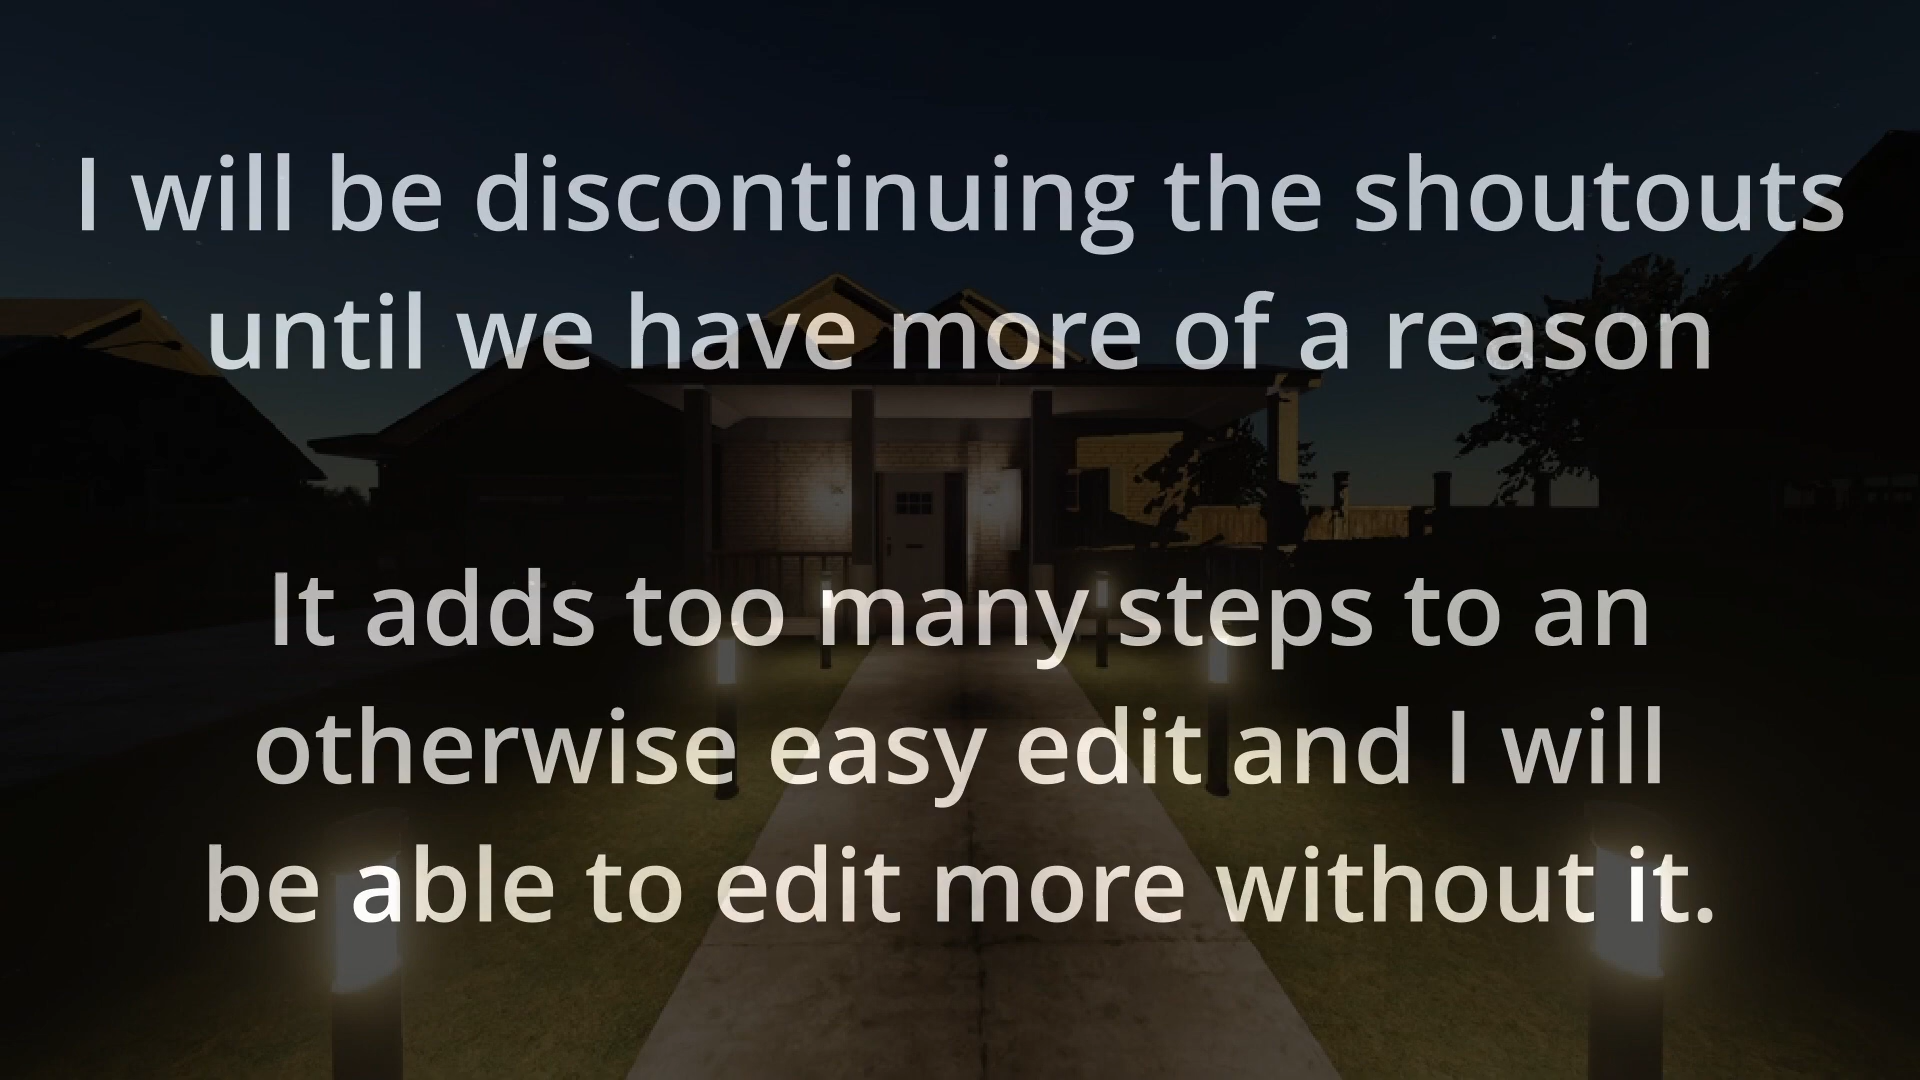 I will be discontinuing the shoutouts
until we have more of a reason
It adds too many steps to an
otherwise easy edit and I will
be able to edit more without it.